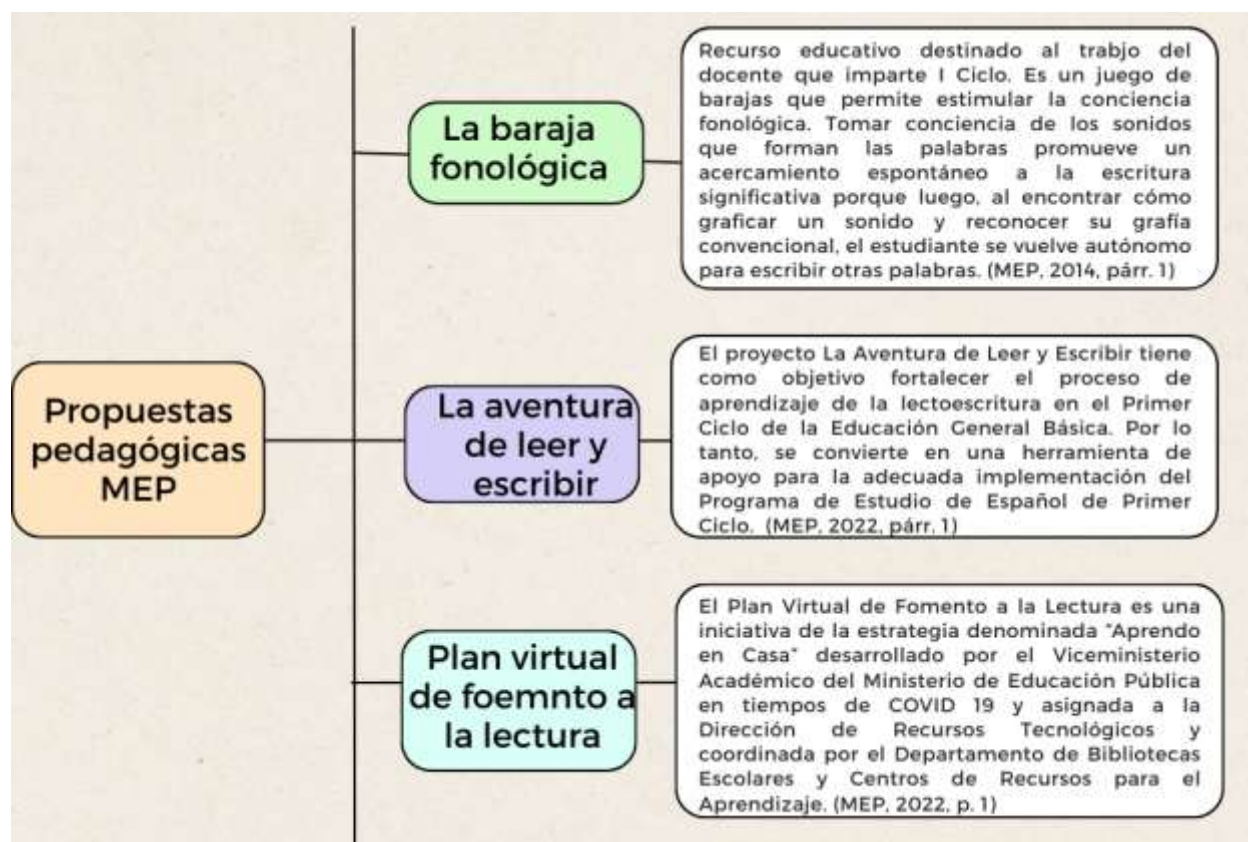 Propuestas
pedagógicas
MEP
La baraja
fonológica
Recurso educativo destinado al trabjo del
docente que imparte I Ciclo. Es un juego de
barajas que permite estimular la conciencia
fonológica. Tomar conciencia de los sonidos
que forman las palabras promueve un
acercamiento espontáneo a la escritura
significativa porque luego, al encontrar cómo
graficar un sonido y reconocer su grafía
convencional, el estudiante se vuelve autónomo
para escribir otras palabras. (MEP, 2014, párr. 1)
La aventura
de leer y
escribir
El proyecto La Aventura de Leer y Escribir tiene
como objetivo fortalecer el proceso de
aprendizaje de la lectoescritura en el Primer
Ciclo de la Educación General Básica. Por lo
tanto, se convierte en una herramienta de
apoyo para la adecuada implementación del
Programa de Estudio de Español de Primer
Ciclo. (MEP, 2022, párr. 1)
Plan virtual
de foemnto a
la lectura
El Plan Virtual de Fomento a la Lectura es una
iniciativa de la estrategia denominada "Aprendo
en Casa" desarrollado por el Viceministerio
Académico del Ministerio de Educación Pública
en tiempos de COVID 19 y asignada a la
Dirección de Recursos Tecnológicos y
coordinada por el Departamento de Bibliotecas
Escolares y Centros de Recursos para el
Aprendizaje. (MEP, 2022, p. 1)